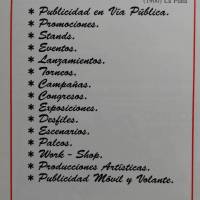 (1900) La Plata
* Publicidad en Vía Pública.
* Promociones.
* Stands.
* Eventos.
* Lanzamientos.
* Torneos.
* Campañas.
* Congresos.
* Exposiciones.
* Desfiles.
* Escenarios.
* Palcos.
* Work - Shop.
* Producciones Artísticas.
* Publicidad Móvil y Volante.